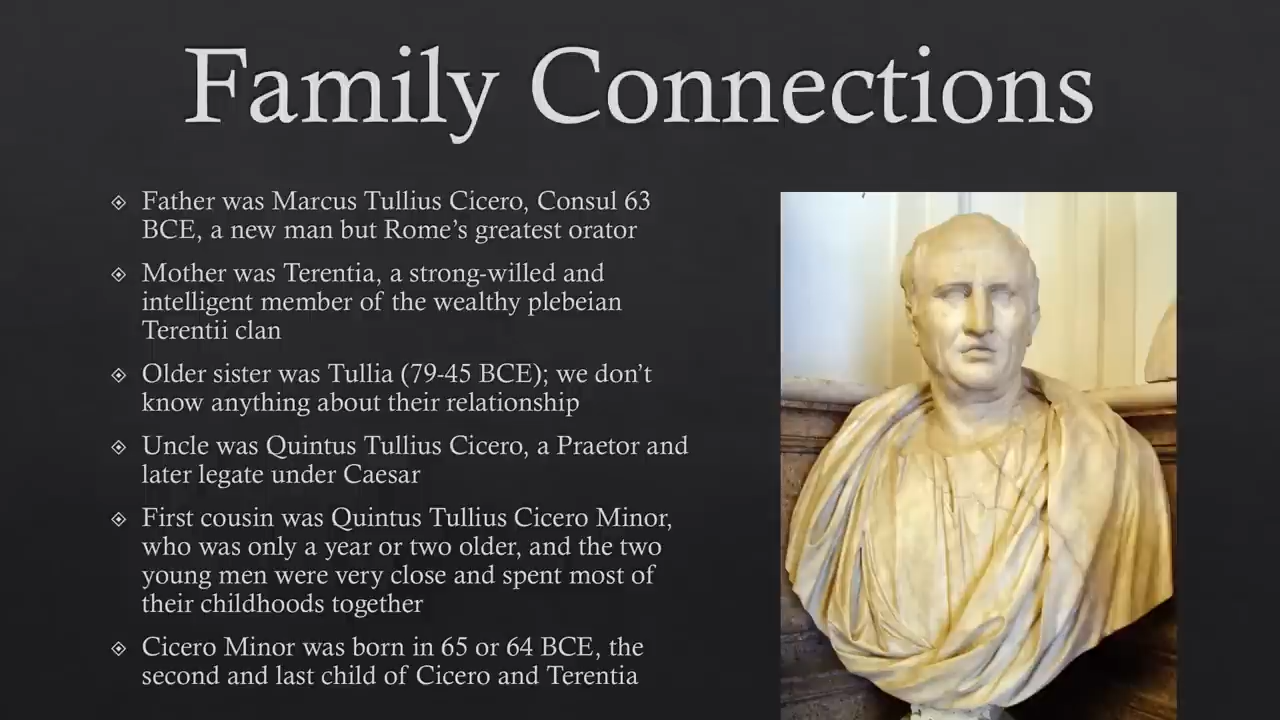 Family Connections
Father was Marcus Tullius Cicero, Consul 63
BCE, a new man but Rome's greatest orator
Mother was Terentia, a strong-willed and
intelligent member of the wealthy plebeian
Terentii clan
Older sister was Tullia (79-45 BCE); we don't
know anything about their relationship
Uncle was Quintus Tullius Cicero, a Praetor and
later legate under Caesar
First cousin was Quintus Tullius Cicero Minor,
who was only a year or two older, and the two
young men were very close and spent most of
their childhoods together
Cicero Minor was born in 65 or 64 BCE, the
second and last child of Cicero and Terentia